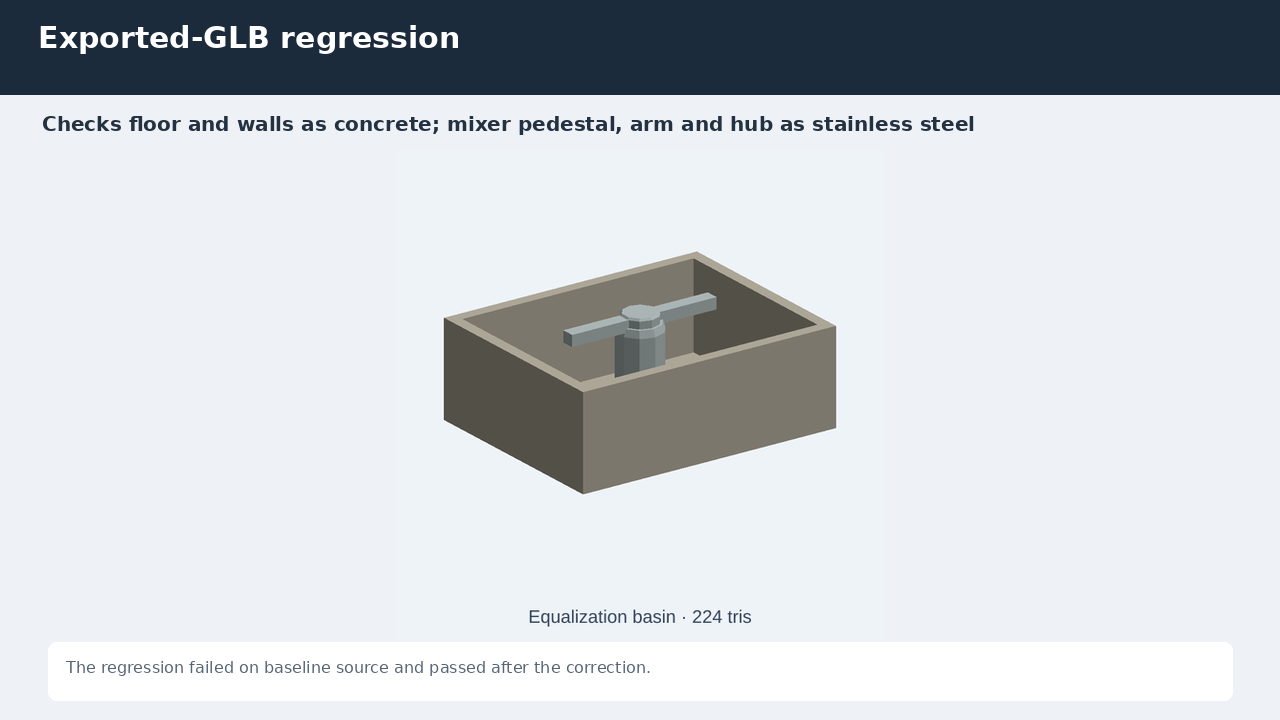 Exported-GLB regression
Checks floor and walls as concrete; mixer pedestal, arm and hub as stainless steel
Equalization basin · 224 tris
The regression failed on baseline source and passed after the correction.